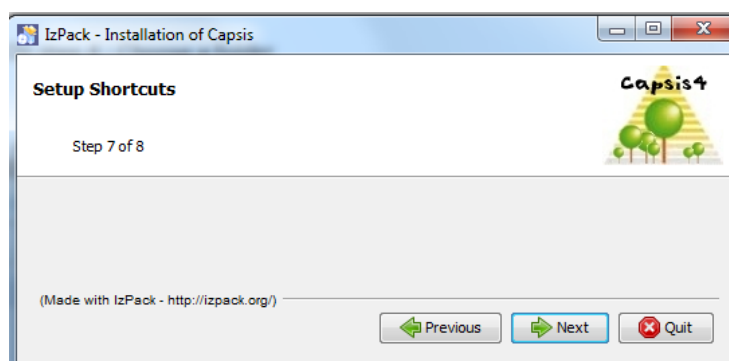 IzPack - Installation of Capsis
Setup Shortcuts
Capsis4
Step 7 of 8
(Made with IzPack - http://izpack.org/)
Previous
Next
Quit